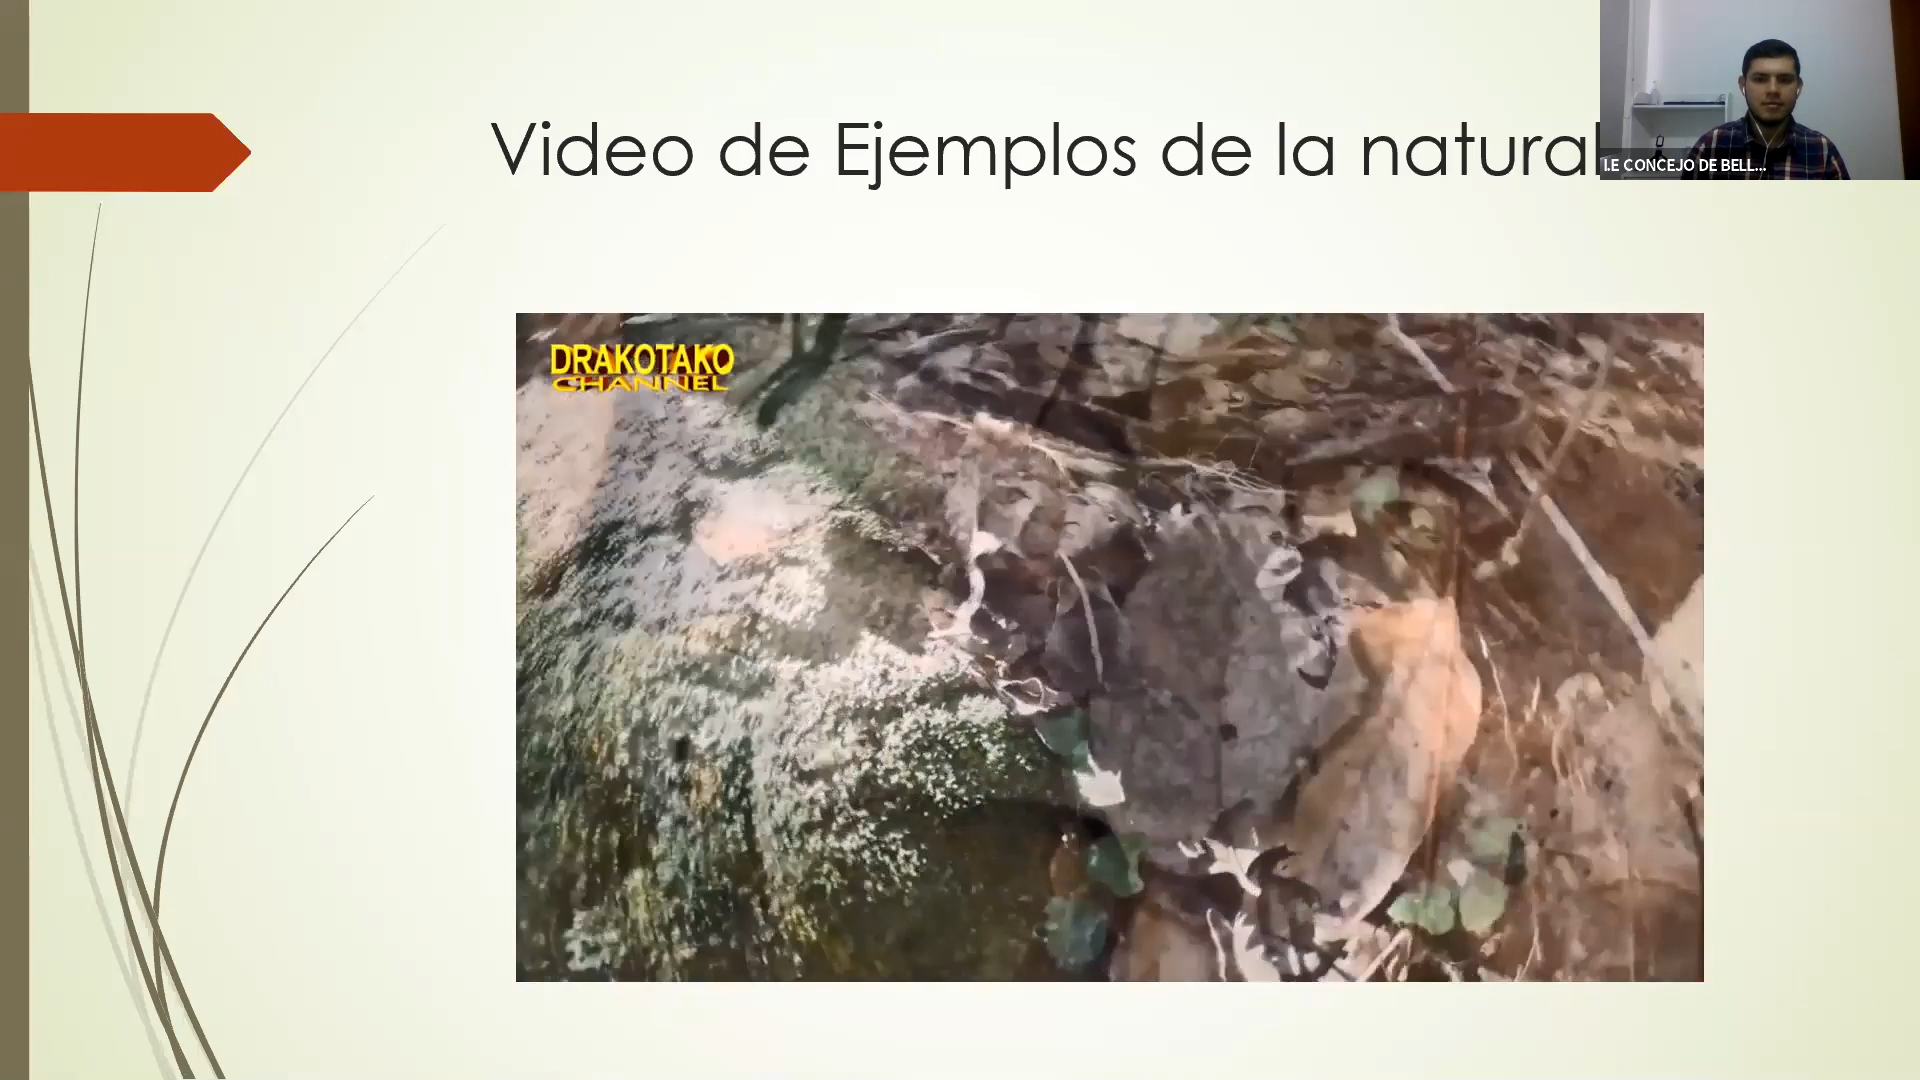 Video de Ejemplos de la natural
I.E CONCEJO DE BELL...
DRAKOTAKO
CHANNEL